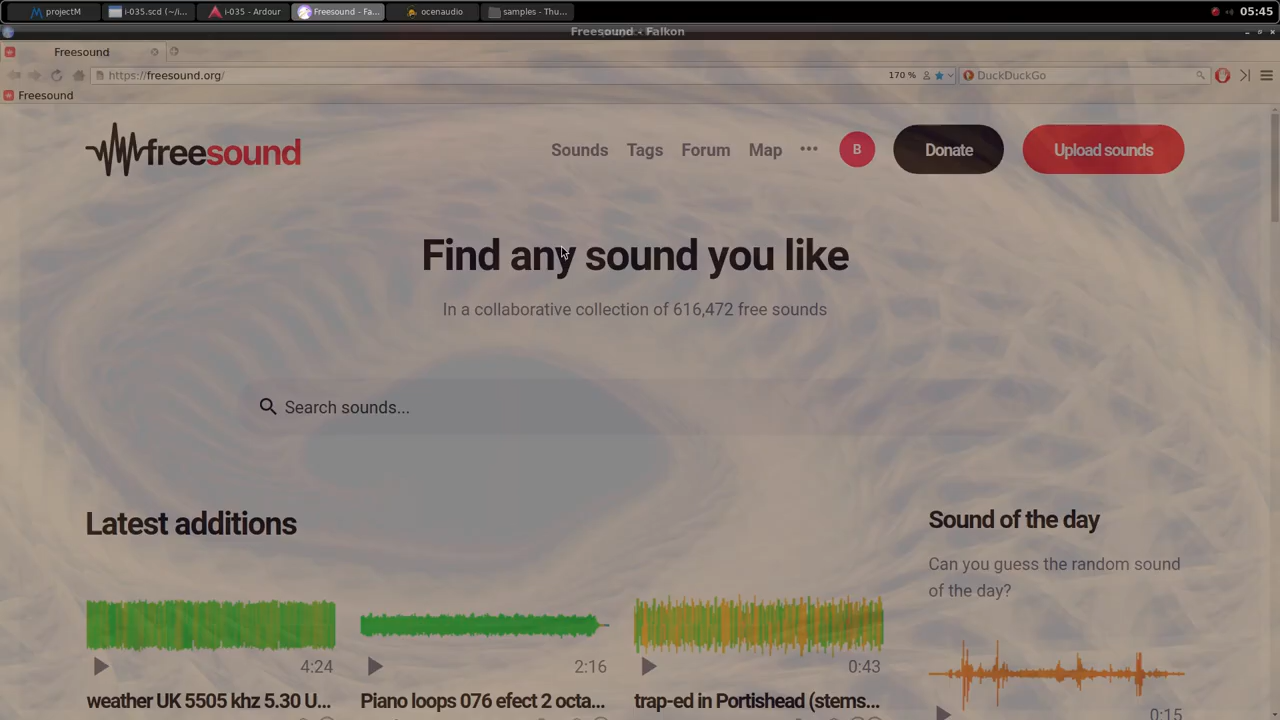 projectM i-035.scd (~/i... i-035 - Ardour Freesound - Fa... ocenaudio samples - Thu... 05:45
Freesound - Falkon
Freesound
https://freesound.org/ 170 % DuckDuckGo
Freesound
freesound Sounds Tags Forum Map ••• B Donate Upload sounds
Find any sound you like
In a collaborative collection of 616,472 free sounds
Search sounds...
Latest additions
Sound of the day
Can you guess the random sound
of the day?
4:24 2:16 0:43
weather UK 5505 khz 5.30 U... Piano loops 076 efect 2 octa... trap-ed in Portishead (stems...
0:15